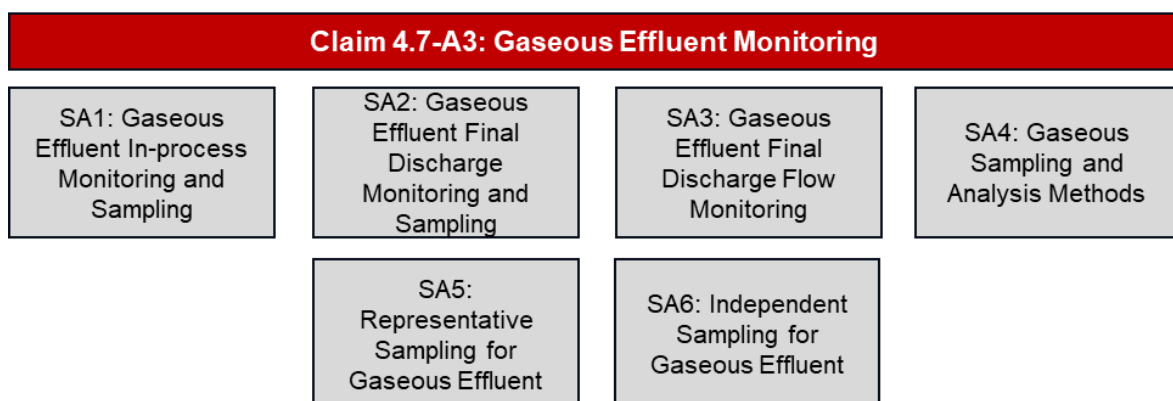 Claim 4.7-A3: Gaseous Effluent Monitoring
SA1: Gaseous
Effluent In-process
Monitoring and
Sampling
SA2: Gaseous
Effluent Final
Discharge
Monitoring and
Sampling
SA3: Gaseous
Effluent Final
Discharge Flow
Monitoring
SA4: Gaseous
Sampling and
Analysis Methods
SA5:
Representative
Sampling for
Gaseous Effluent
SA6: Independent
Sampling for
Gaseous Effluent